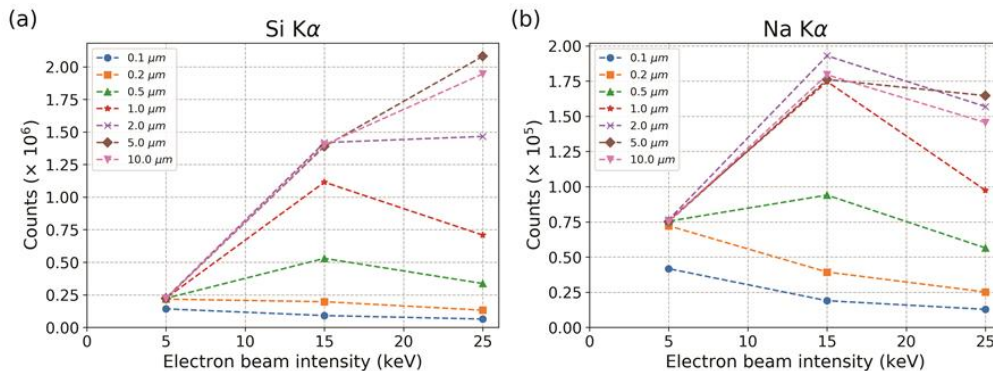 (a)
Si Kα
2.00
1.75
1.50
1.25
1.00
0.75
0.50
0.25
0.00
Counts (× 10⁶)
0.1 μm
0.2 μm
0.5 μm
1.0 μm
2.0 μm
5.0 μm
10.0 μm
0 5 10 15 20 25
Electron beam intensity (keV)
(b)
Na Kα
2.00
1.75
1.50
1.25
1.00
0.75
0.50
0.25
0.00
Counts (× 10⁵)
0.1 μm
0.2 μm
0.5 μm
1.0 μm
2.0 μm
5.0 μm
10.0 μm
0 5 10 15 20 25
Electron beam intensity (keV)